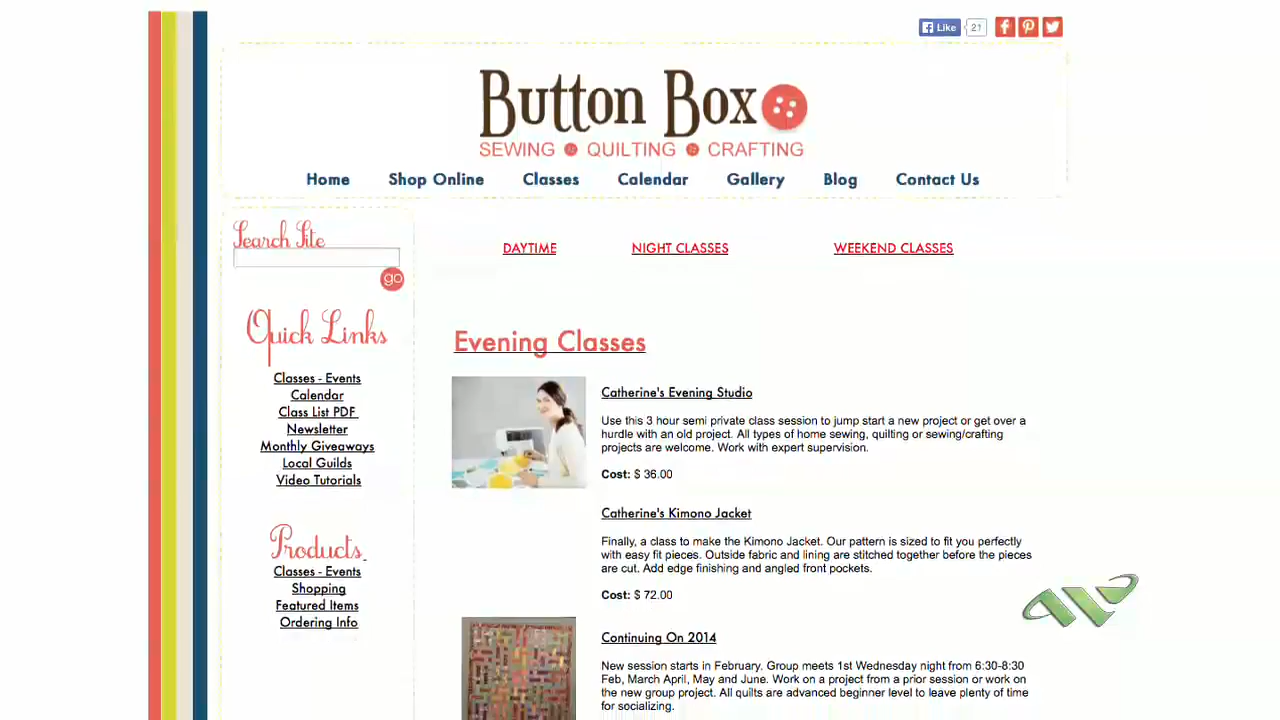 Like 21
Button Box
SEWING QUILTING CRAFTING
Home Shop Online Classes Calendar Gallery Blog Contact Us
Search Site
go
Quick Links
Classes - Events
Calendar
Class List PDF
Newsletter
Monthly Giveaways
Local Guilds
Video Tutorials
Products
Classes - Events
Shopping
Featured Items
Ordering Info
DAYTIME NIGHT CLASSES WEEKEND CLASSES
Evening Classes
Catherine's Evening Studio
Use this 3 hour semi private class session to jump start a new project or get over a
hurdle with an old project. All types of home sewing, quilting or sewing/crafting
projects are welcome. Work with expert supervision.
Cost: $ 36.00
Catherine's Kimono Jacket
Finally, a class to make the Kimono Jacket. Our pattern is sized to fit you perfectly
with easy fit pieces. Outside fabric and lining are stitched together before the pieces
are cut. Add edge finishing and angled front pockets.
Cost: $ 72.00
Continuing On 2014
New session starts in February. Group meets 1st Wednesday night from 6:30-8:30
Feb, March April, May and June. Work on a project from a prior session or work on
the new group project. All quilts are advanced beginner level to leave plenty of time
for socializing.